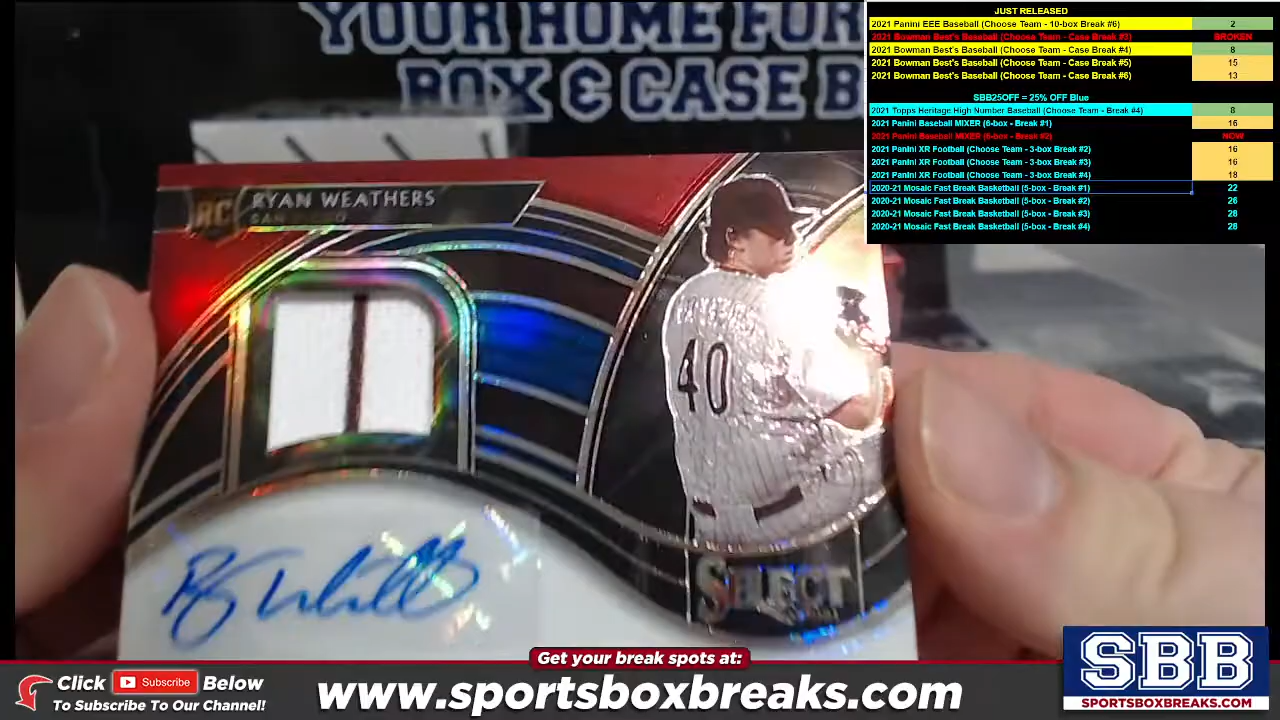 YOUR HOME FOR
BOX & CASE B
JUST RELEASED
2021 Panini EEE Baseball (Choose Team - 10-box Break #6) 2
2021 Bowman Best's Baseball (Choose Team - Case Break #3) BROKEN
2021 Bowman Best's Baseball (Choose Team - Case Break #4) 8
2021 Bowman Best's Baseball (Choose Team - Case Break #5) 15
2021 Bowman Best's Baseball (Choose Team - Case Break #6) 13
SBB25OFF = 25% OFF Blue
2021 Topps Heritage High Number Baseball (Choose Team - Break #4) 8
2021 Panini Baseball MIXER (6-box - Break #1) 16
2021 Panini Baseball MIXER (6-box - Break #2) NOW
2021 Panini XR Football (Choose Team - 3-box Break #2) 16
2021 Panini XR Football (Choose Team - 3-box Break #3) 16
2021 Panini XR Football (Choose Team - 3-box Break #4) 18
2020-21 Mosaic Fast Break Basketball (5-box - Break #1) 22
2020-21 Mosaic Fast Break Basketball (5-box - Break #2) 26
2020-21 Mosaic Fast Break Basketball (5-box - Break #3) 28
2020-21 Mosaic Fast Break Basketball (5-box - Break #4) 28
RC RYAN WEATHERS
SAN
40
SELECT
Get your break spots at:
Click Subscribe Below
To Subscribe To Our Channel!
www.sportsboxbreaks.com
SBB
SPORTSBOXBREAKS.COM